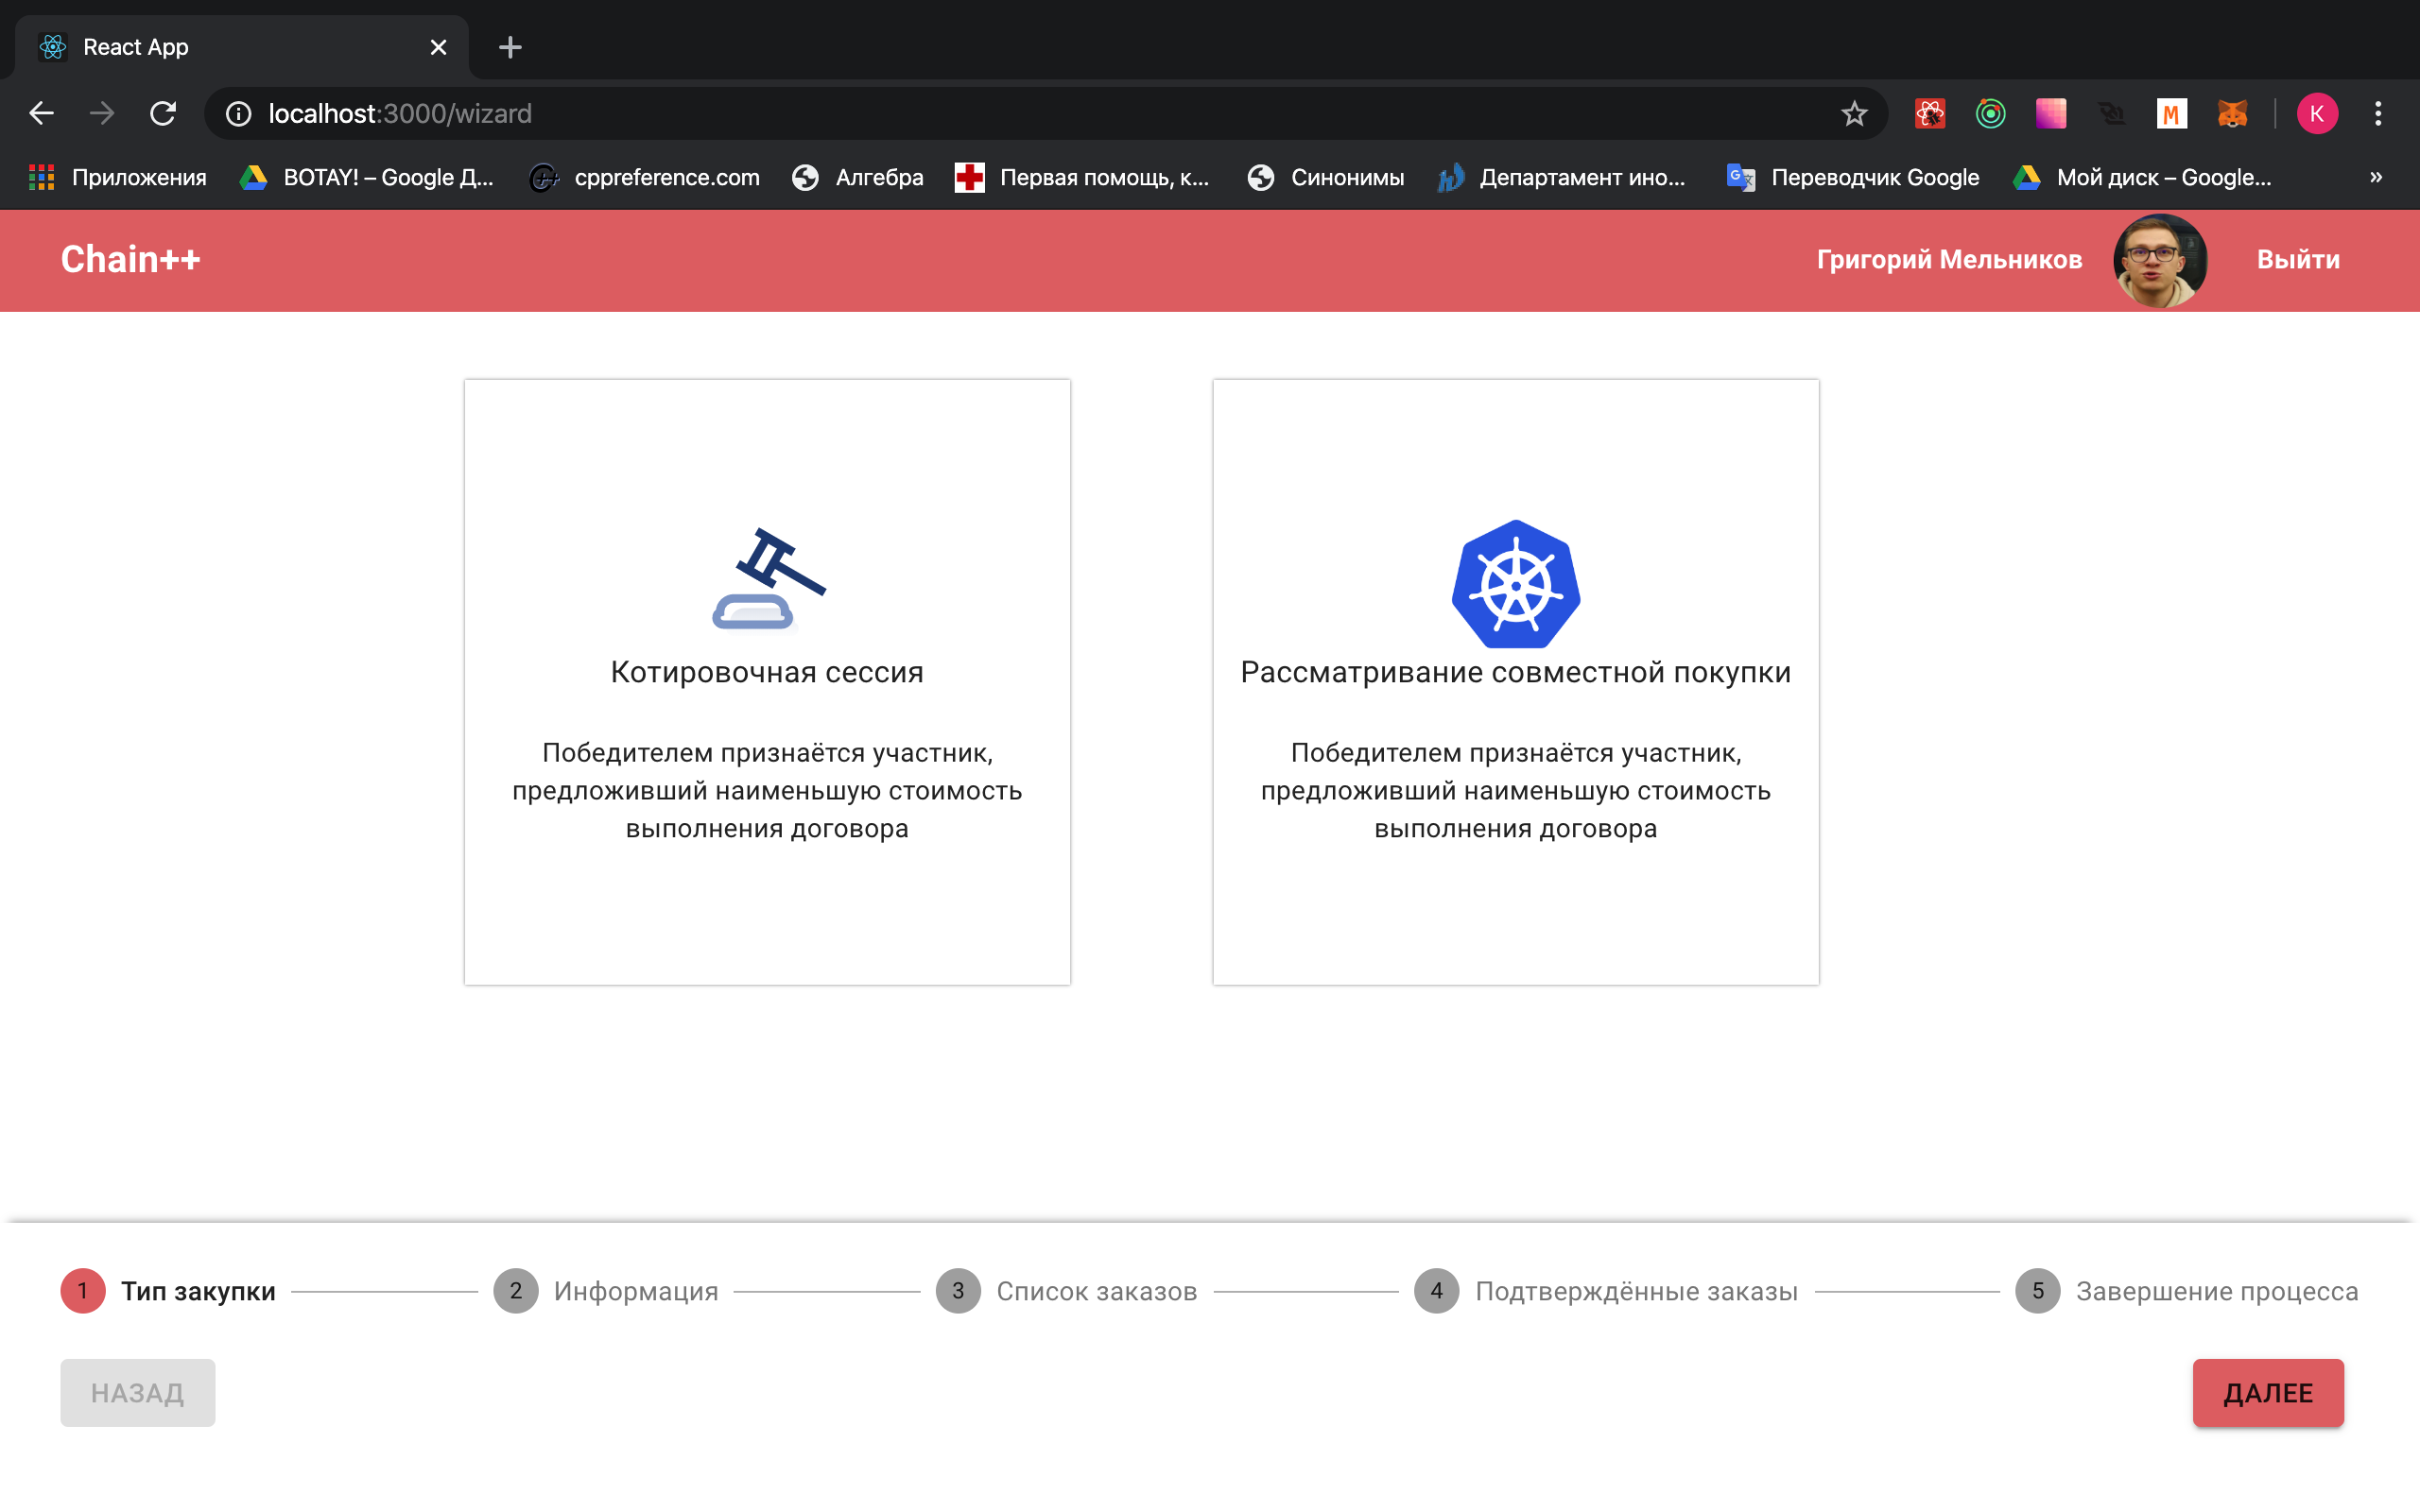 React App
localhost:3000/wizard
M
K
Приложения
BOTAY! – Google Д...
cppreference.com
Алгебра
Первая помощь, к...
Синонимы
Департамент ино...
Переводчик Google
Мой диск – Google...
»
Chain++
Григорий Мельников
Выйти
Котировочная сессия
Победителем признаётся участник,
предложивший наименьшую стоимость
выполнения договора
Рассматривание совместной покупки
Победителем признаётся участник,
предложивший наименьшую стоимость
выполнения договора
1 Тип закупки
2 Информация
3 Список заказов
4 Подтверждённые заказы
5 Завершение процесса
НАЗАД
ДАЛЕЕ